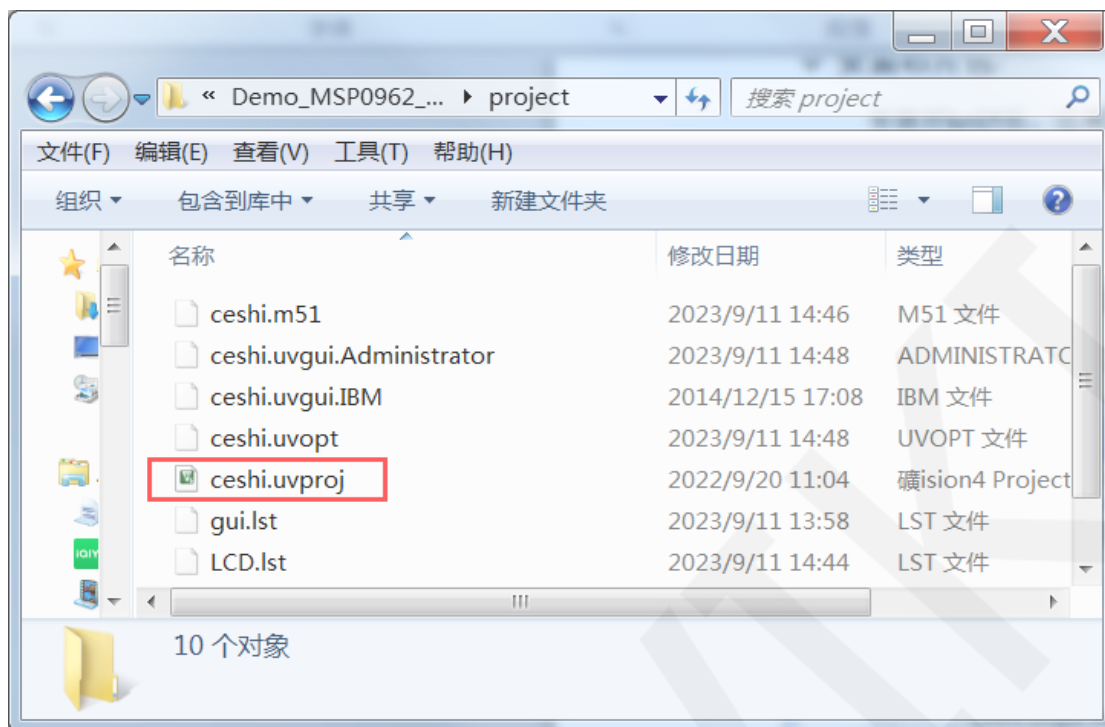 « Demo_MSP0962_... project 搜索 project
文件(F) 编辑(E) 查看(V) 工具(T) 帮助(H)
组织 包含到库中 共享 新建文件夹
名称 修改日期 类型
ceshi.m51 2023/9/11 14:46 M51 文件
ceshi.uvgui.Administrator 2023/9/11 14:48 ADMINISTRATC
ceshi.uvgui.IBM 2014/12/15 17:08 IBM 文件
ceshi.uvopt 2023/9/11 14:48 UVOPT 文件
ceshi.uvproj 2022/9/20 11:04 礦ision4 Project
gui.lst 2023/9/11 13:58 LST 文件
LCD.lst 2023/9/11 14:44 LST 文件
10 个对象